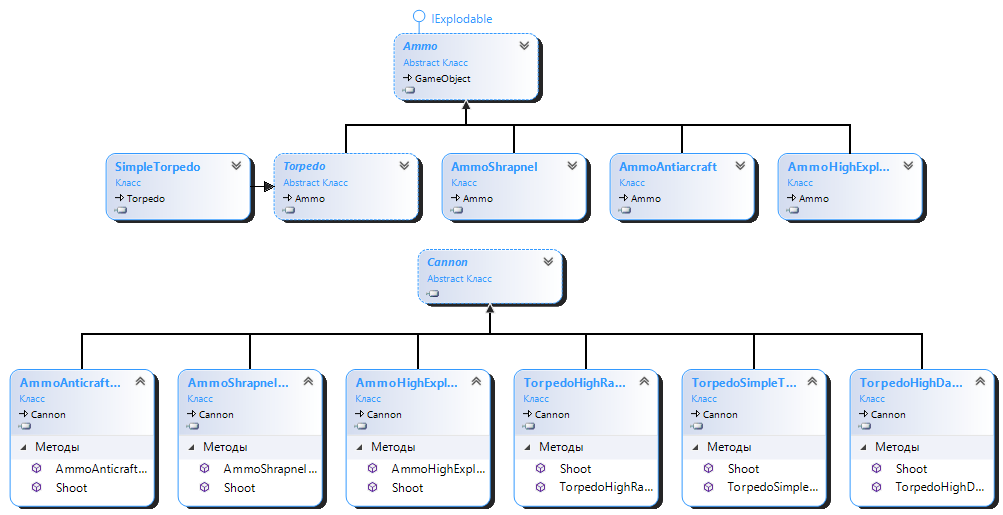 IExplodable
Ammo
Abstract Класс
GameObject
SimpleTorpedo
Класс
Torpedo
Torpedo
Abstract Класс
Ammo
AmmoShrapnel
Класс
Ammo
AmmoAntiarcraft
Класс
Ammo
AmmoHighExpl...
Класс
Ammo
Cannon
Abstract Класс
AmmoAnticraft...
Класс
Cannon
Методы
AmmoAnticraft...
Shoot
AmmoShrapnel...
Класс
Cannon
Методы
AmmoShrapnel ...
Shoot
AmmoHighExpl...
Класс
Cannon
Методы
AmmoHighExpl...
Shoot
TorpedoHighRa...
Класс
Cannon
Методы
Shoot
TorpedoHighRa...
TorpedoSimpleT...
Класс
Cannon
Методы
Shoot
TorpedoSimple...
TorpedoHighDa...
Класс
Cannon
Методы
Shoot
TorpedoHighD...